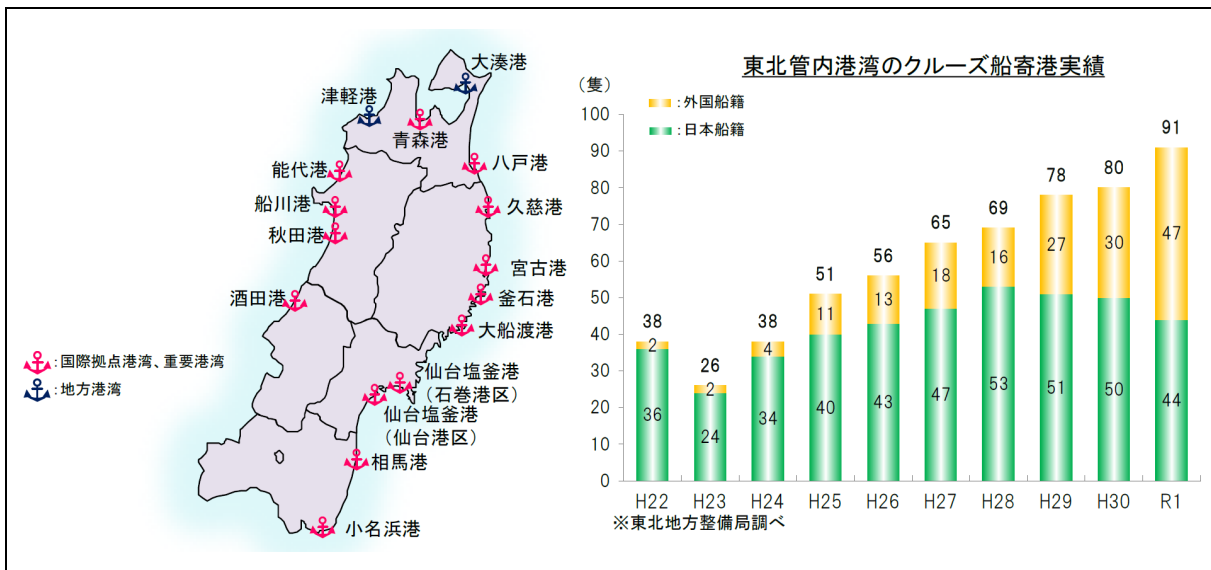 大湊港
津軽港
青森港
能代港
八戸港
船川港
久慈港
秋田港
宮古港
酒田港
釜石港
大船渡港
:国際拠点港湾、重要港湾
:地方港湾
仙台塩釜港
(石巻港区)
仙台塩釜港
(仙台港区)
相馬港
小名浜港
東北管内港湾のクルーズ船寄港実績
(隻)
:外国船籍
:日本船籍
100
90
80
70
60
50
40
30
20
10
0
38
2
36
26
2
24
38
4
34
51
11
40
56
13
43
65
18
47
69
16
53
78
27
51
80
30
50
91
47
44
H22 H23 H24 H25 H26 H27 H28 H29 H30 R1
※東北地方整備局調べ